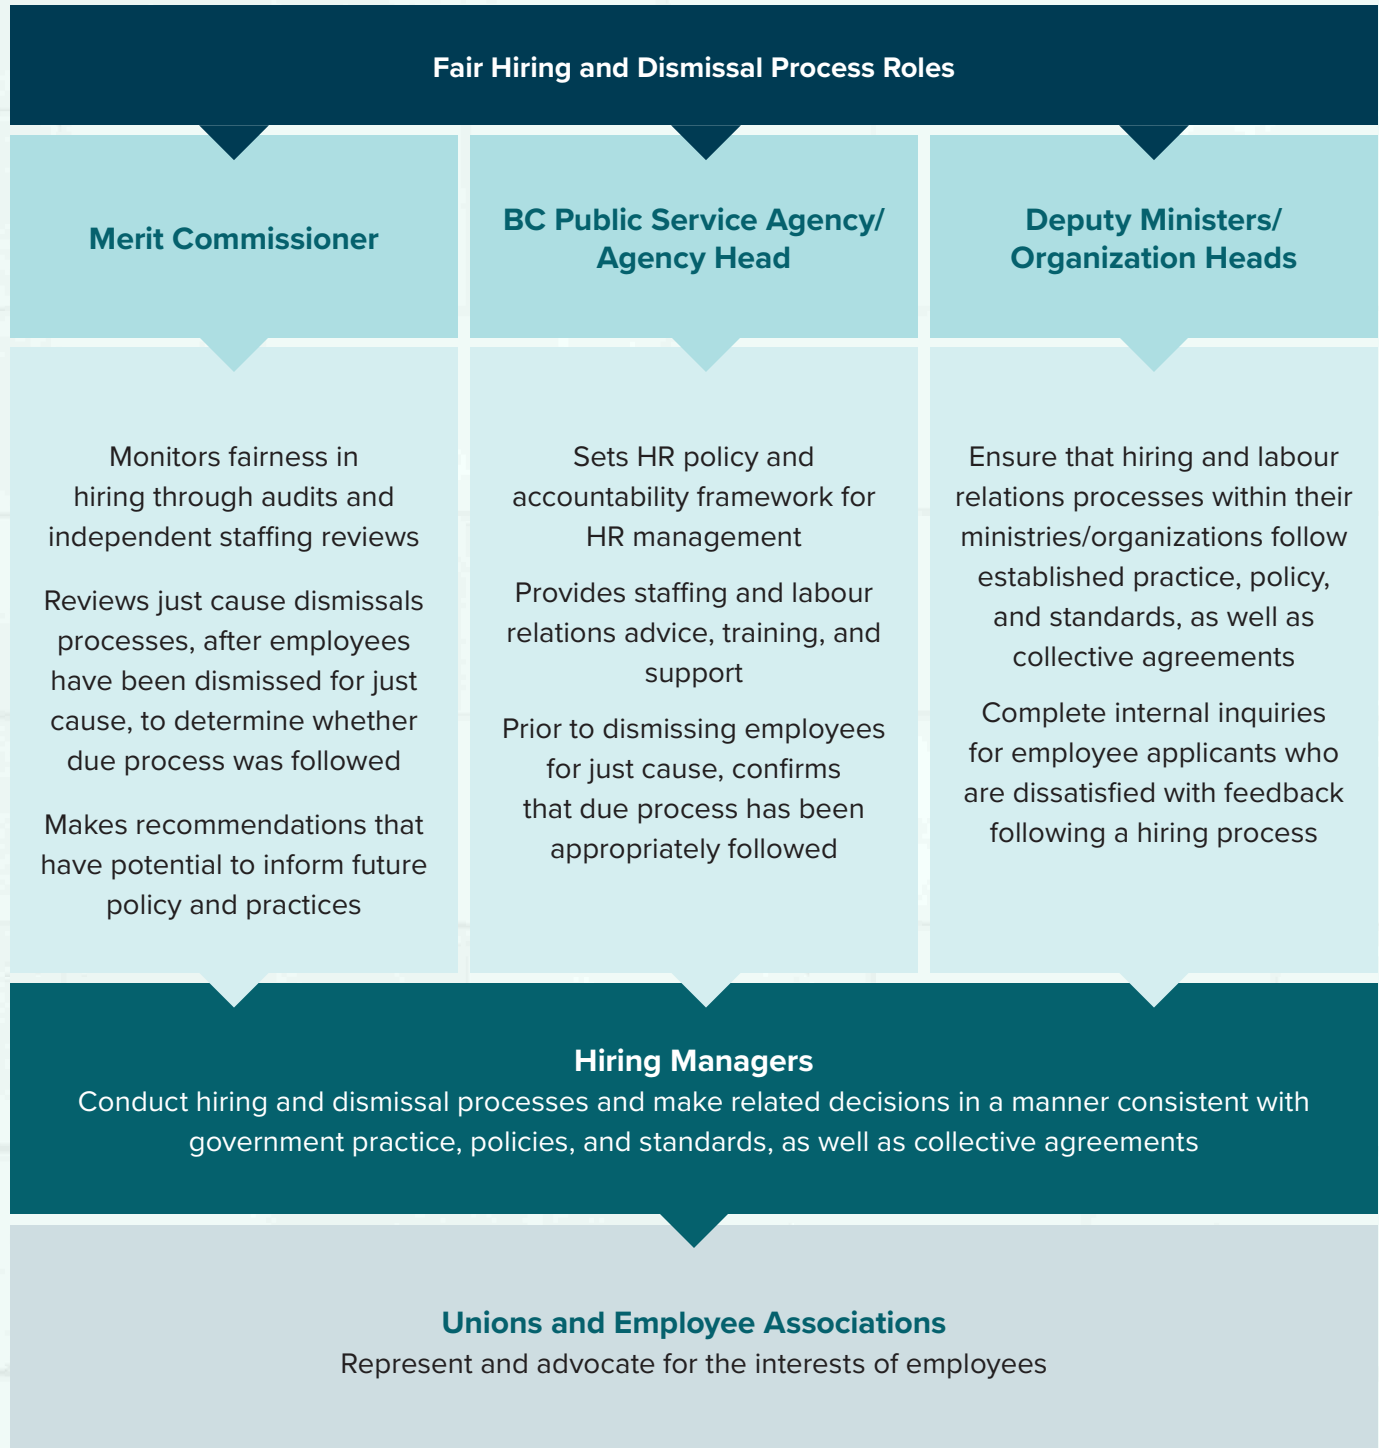 Fair Hiring and Dismissal Process Roles
Merit Commissioner
Monitors fairness in
hiring through audits and
independent staffing reviews
Reviews just cause dismissals
processes, after employees
have been dismissed for just
cause, to determine whether
due process was followed
Makes recommendations that
have potential to inform future
policy and practices
BC Public Service Agency/
Agency Head
Sets HR policy and
accountability framework for
HR management
Provides staffing and labour
relations advice, training, and
support
Prior to dismissing employees
for just cause, confirms
that due process has been
appropriately followed
Deputy Ministers/
Organization Heads
Ensure that hiring and labour
relations processes within their
ministries/organizations follow
established practice, policy,
and standards, as well as
collective agreements
Complete internal inquiries
for employee applicants who
are dissatisfied with feedback
following a hiring process
Hiring Managers
Conduct hiring and dismissal processes and make related decisions in a manner consistent with
government practice, policies, and standards, as well as collective agreements
Unions and Employee Associations
Represent and advocate for the interests of employees